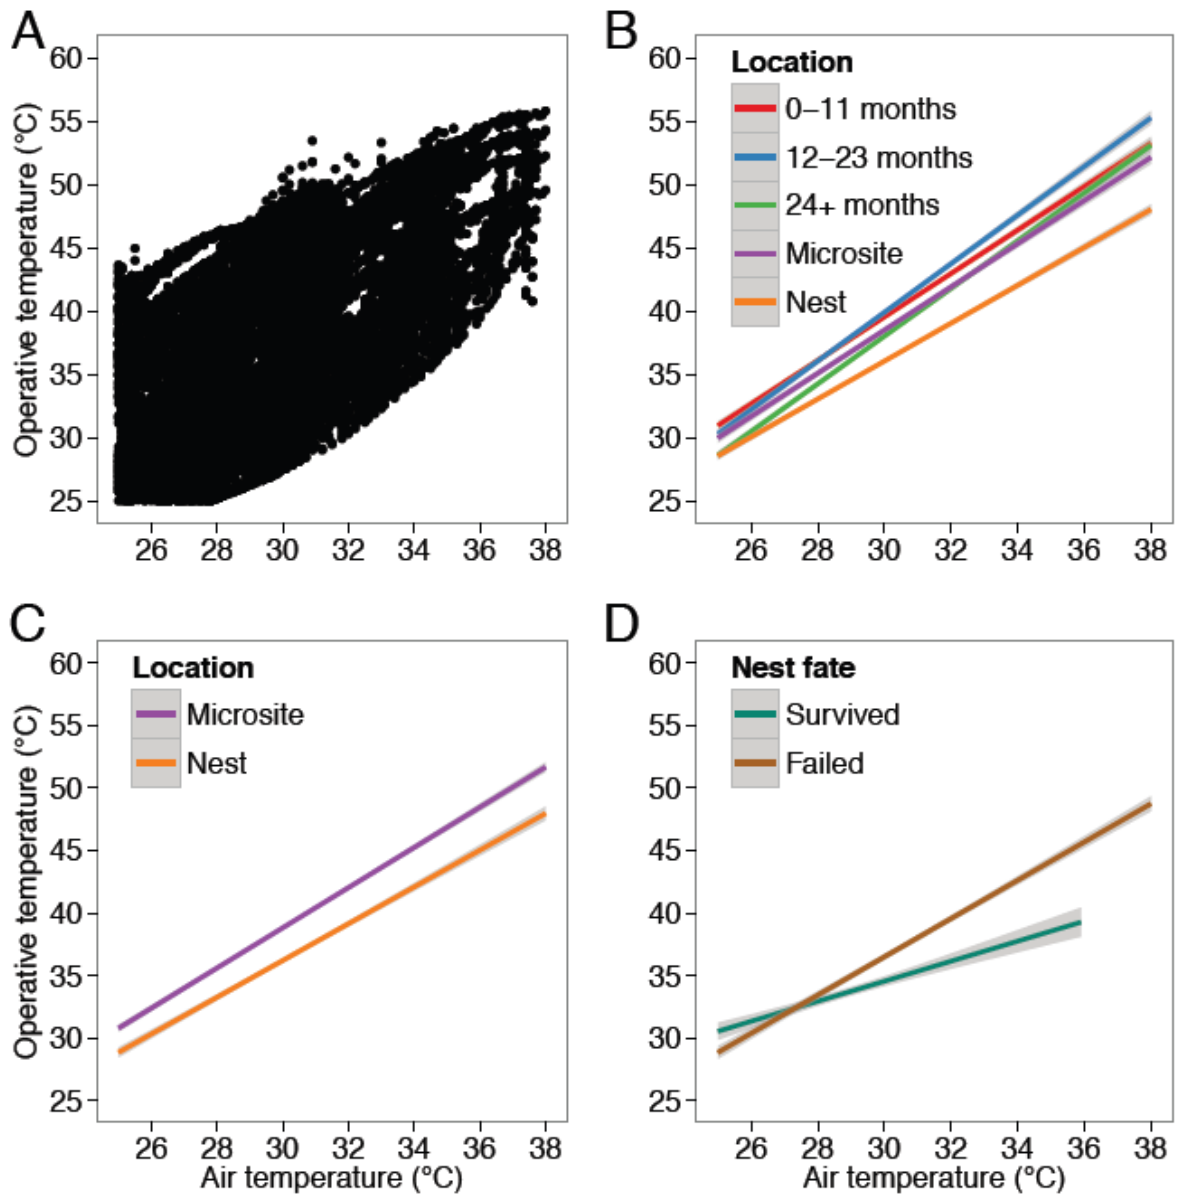 A
60
55
50
45
40
35
30
25
Operative temperature (°C)
26 28 30 32 34 36 38
B
60
55
50
45
40
35
30
25
Location
0–11 months
12–23 months
24+ months
Microsite
Nest
26 28 30 32 34 36 38
C
60
55
50
45
40
35
30
25
Operative temperature (°C)
Location
Microsite
Nest
26 28 30 32 34 36 38
Air temperature (°C)
D
60
55
50
45
40
35
30
25
Nest fate
Survived
Failed
26 28 30 32 34 36 38
Air temperature (°C)